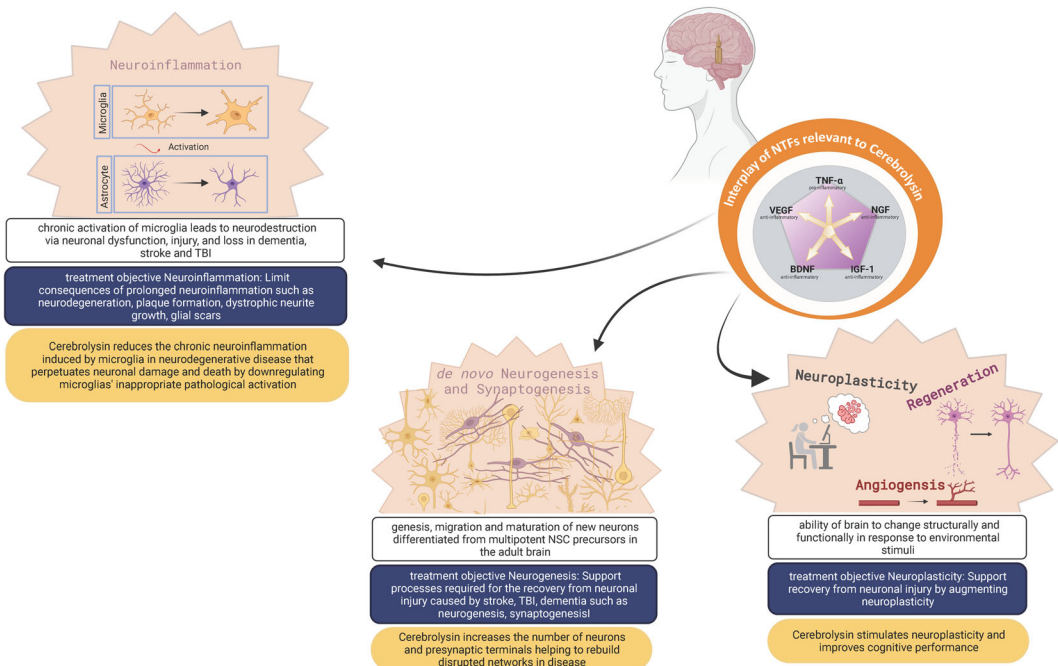 Neuroinflammation
Microglia
Activation
Astrocyte
chronic activation of microglia leads to neurodestruction
via neuronal dysfunction, injury, and loss in dementia,
stroke and TBI
treatment objective Neuroinflammation: Limit
consequences of prolonged neuroinflammation such as
neurodegeneration, plaque formation, dystrophic neurite
growth, glial scars
Cerebrolysin reduces the chronic neuroinflammation
induced by microglia in neurodegenerative disease that
perpetuates neuronal damage and death by downregulating
microglias' inappropriate pathological activation
Interplay of NTFs relevant to Cerebrolysin
TNF-α
pro-inflammatory
VEGF
anti-inflammatory
NGF
anti-inflammatory
BDNF
anti-inflammatory
IGF-1
anti-inflammatory
de novo Neurogenesis
and Synaptogenesis
genesis, migration and maturation of new neurons
differentiated from multipotent NSC precursors in
the adult brain
treatment objective Neurogenesis: Support
processes required for the recovery from neuronal
injury caused by stroke, TBI, dementia such as
neurogenesis, synaptogenesisl
Cerebrolysin increases the number of neurons
and presynaptic terminals helping to rebuild
disrupted networks in disease
Neuroplasticity
Regeneration
Angiogensis
ability of brain to change structurally and
functionally in response to environmental
stimuli
treatment objective Neuroplasticity: Support
recovery from neuronal injury by augmenting
neuroplasticity
Cerebrolysin stimulates neuroplasticity and
improves cognitive performance